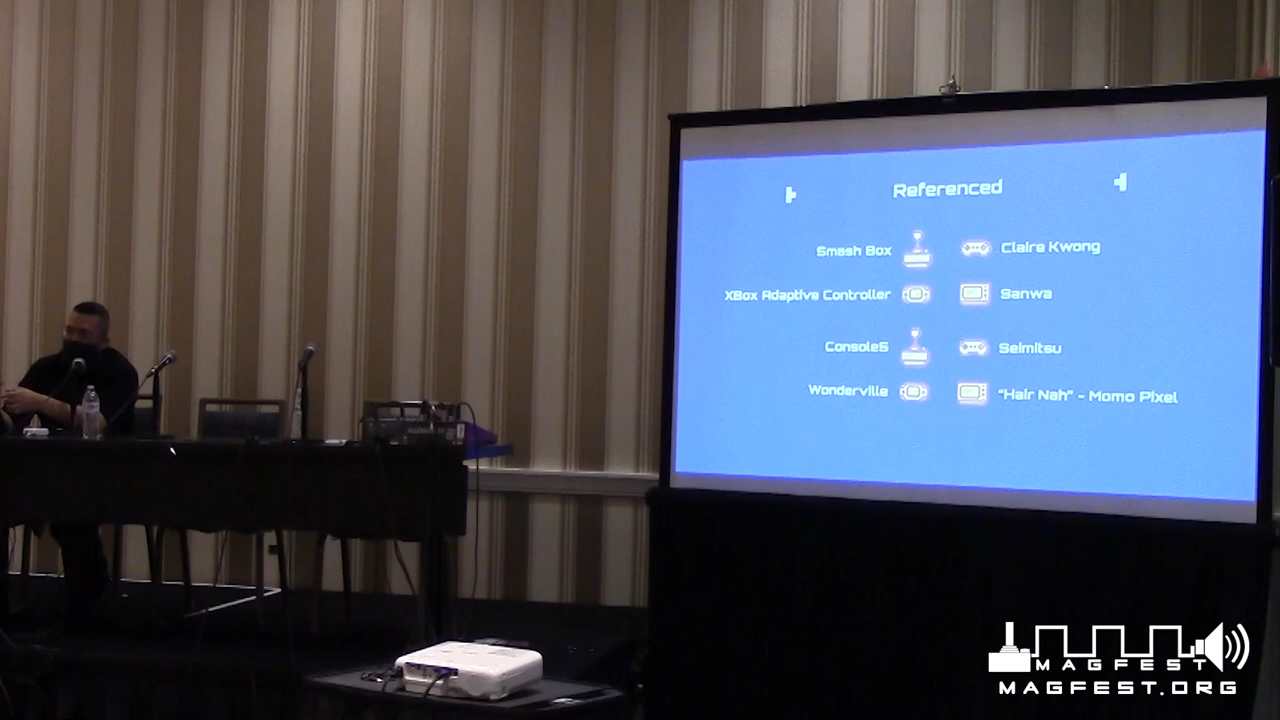 Referenced
Smash Box
Claire Kwong
XBox Adaptive Controller
Sanwa
Console5
Seimitsu
Wonderville
"Hair Nah" - Momo Pixel
MAGFEST
MAGFEST.ORG